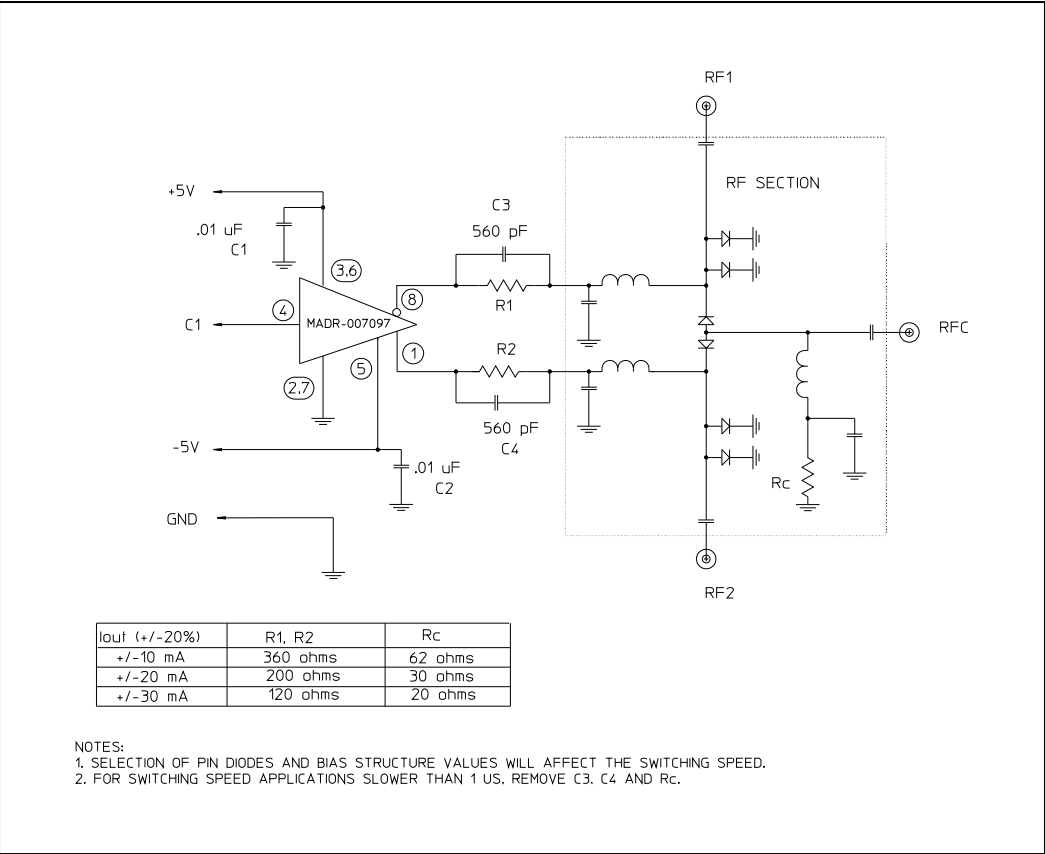 RF1
RF SECTION
+5V
.01 uF
C1
C3
560 pF
R1
3,6
8
4
MADR-007097
C1
RFC
1
R2
5
2,7
560 pF
C4
-5V
.01 uF
C2
Rc
GND
RF2
Iout (+/-20%) R1, R2 Rc
+/-10 mA 360 ohms 62 ohms
+/-20 mA 200 ohms 30 ohms
+/-30 mA 120 ohms 20 ohms
NOTES:
1. SELECTION OF PIN DIODES AND BIAS STRUCTURE VALUES WILL AFFECT THE SWITCHING SPEED.
2. FOR SWITCHING SPEED APPLICATIONS SLOWER THAN 1 US, REMOVE C3, C4 AND Rc.